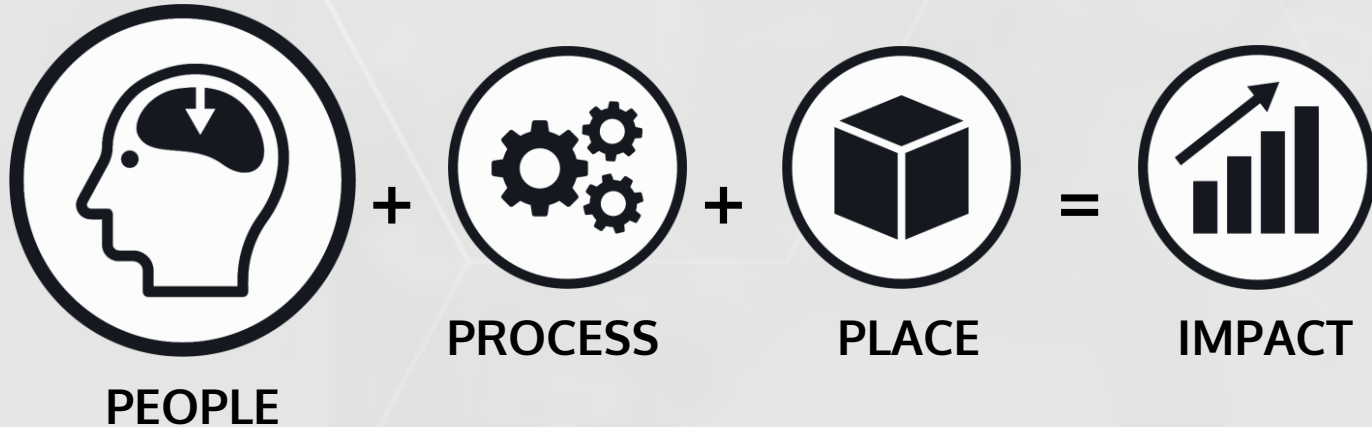 +
+
=
PROCESS
PLACE
IMPACT
PEOPLE